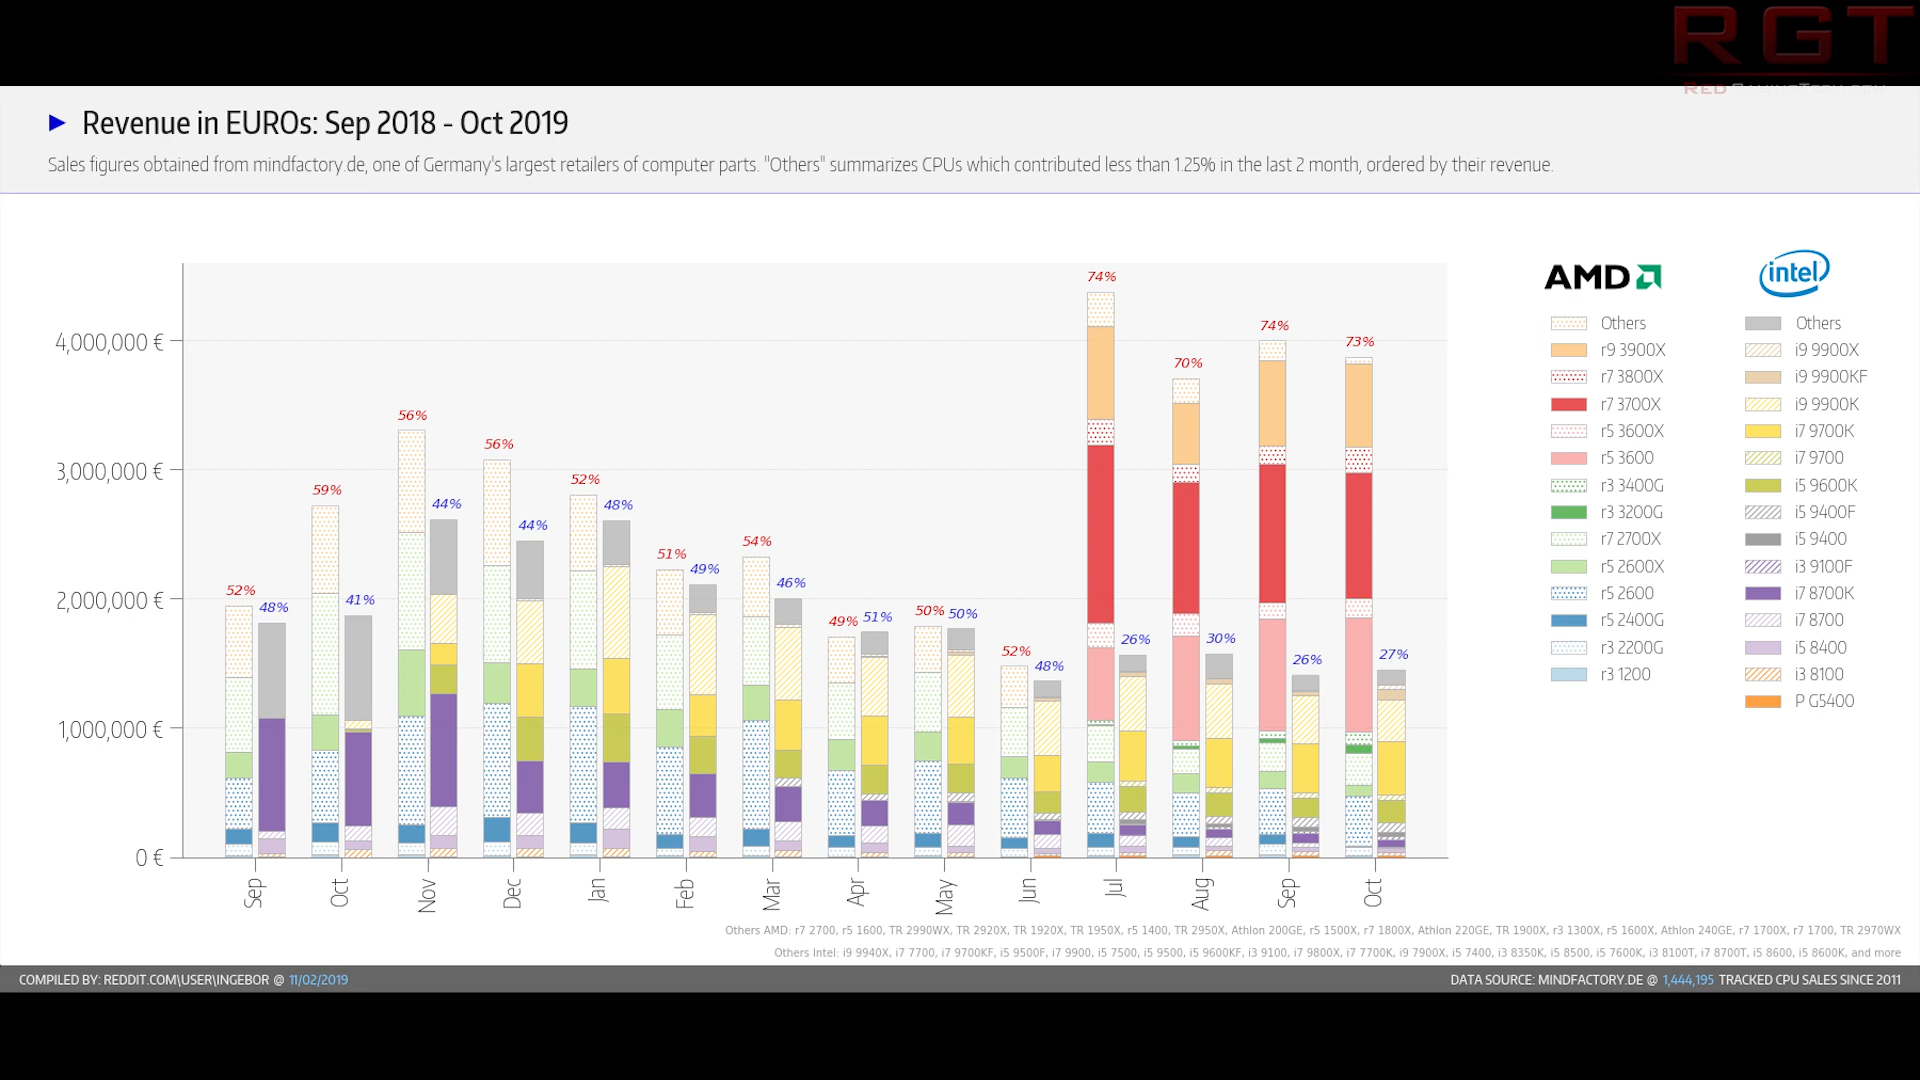 RGT
RED GAMINGTECH.COM
Revenue in EUROs: Sep 2018 - Oct 2019
Sales figures obtained from mindfactory.de, one of Germany's largest retailers of computer parts. "Others" summarizes CPUs which contributed less than 1.25% in the last 2 month, ordered by their revenue.
4,000,000 €
3,000,000 €
2,000,000 €
1,000,000 €
0 €
52%
48%
59%
41%
56%
44%
56%
44%
52%
48%
51%
49%
54%
46%
49%
51%
50%
50%
52%
48%
74%
26%
70%
30%
74%
26%
73%
27%
Sep
Oct
Nov
Dec
Jan
Feb
Mar
Apr
May
Jun
Jul
Aug
Sep
Oct
AMD
Others
r9 3900X
r7 3800X
r7 3700X
r5 3600X
r5 3600
r3 3400G
r3 3200G
r7 2700X
r5 2600X
r5 2600
r5 2400G
r3 2200G
r3 1200
intel
Others
i9 9900X
i9 9900KF
i9 9900K
i7 9700K
i7 9700
i5 9600K
i5 9400F
i5 9400
i3 9100F
i7 8700K
i7 8700
i5 8400
i3 8100
P G5400
Others AMD: r7 2700, r5 1600, TR 2990WX, TR 2920X, TR 1920X, TR 1950X, r5 1400, TR 2950X, Athlon 200GE, r5 1500X, r7 1800X, Athlon 220GE, TR 1900X, r3 1300X, r5 1600X, Athlon 240GE, r7 1700X, r7 1700, TR 2970WX
Others Intel: i9 9940X, i7 7700, i7 9700KF, i5 9500F, i7 9900, i5 7500, i5 9500, i5 9600KF, i3 9100, i7 9800X, i7 7700K, i9 7900X, i5 7400, i3 8350K, i5 8500, i5 7600K, i3 8100T, i7 8700T, i5 8600, i5 8600K, and more
COMPILED BY: REDDIT.COM\USER\INGEBOR @ 11/02/2019
DATA SOURCE: MINDFACTORY.DE @ 1,444,195 TRACKED CPU SALES SINCE 2011